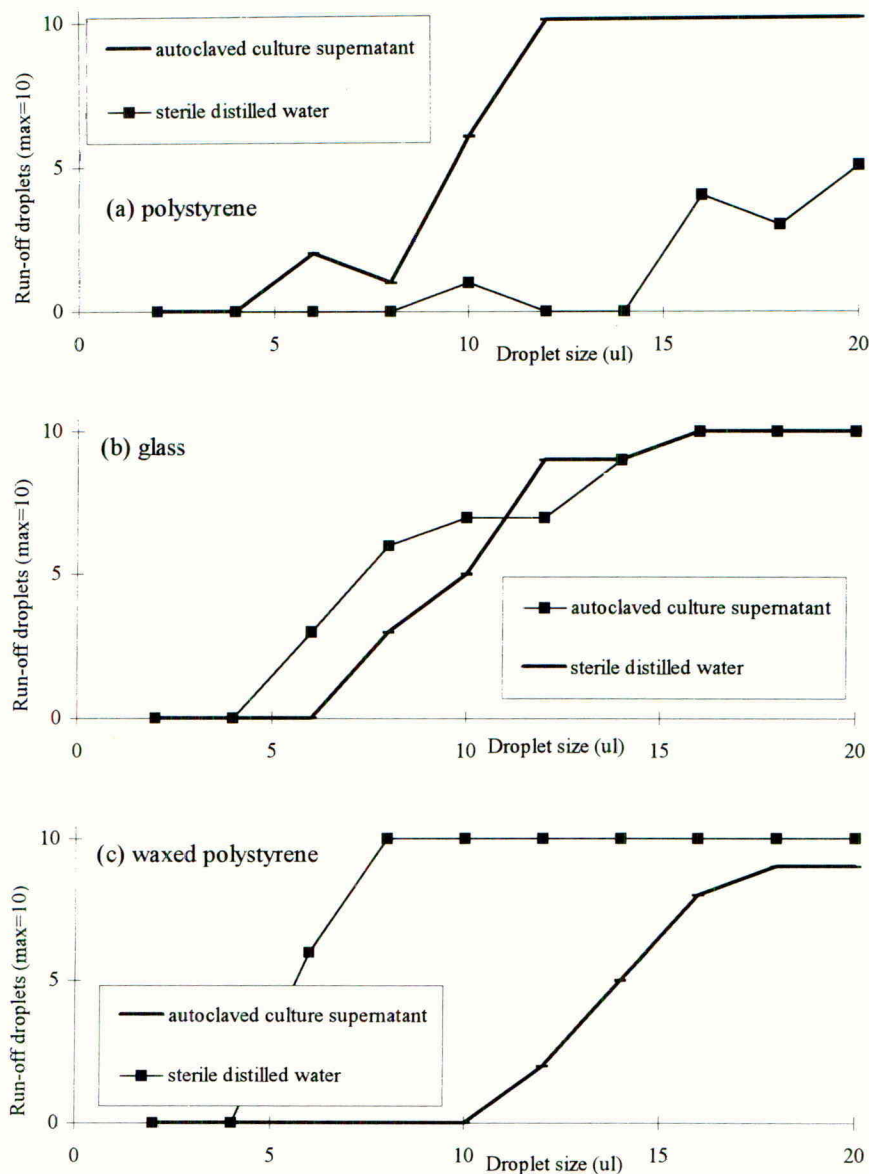 10
autoclaved culture supernatant
sterile distilled water
5
(a) polystyrene
Run-off droplets (max=10)
0
0 5 10 15 20
Droplet size (ul)
10
(b) glass
5
autoclaved culture supernatant
sterile distilled water
Run-off droplets (max=10)
0
0 5 10 15 20
Droplet size (ul)
10
(c) waxed polystyrene
5
autoclaved culture supernatant
sterile distilled water
Run-off droplets (max=10)
0
0 5 10 15 20
Droplet size (ul)